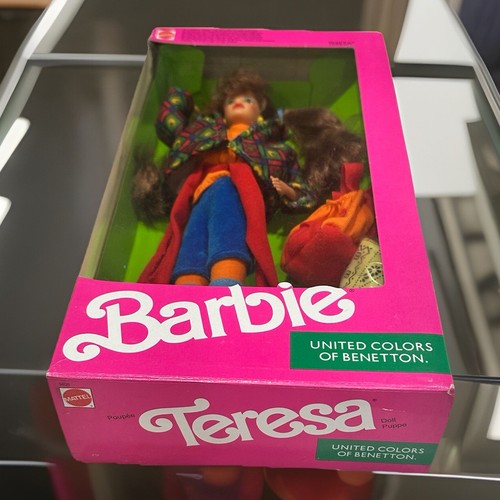 Barbie
UNITED COLORS
OF BENETTON.
MATTEL
Poupée
Teresa
Doll
Puppe
UNITED COLORS
OF BENETTON.